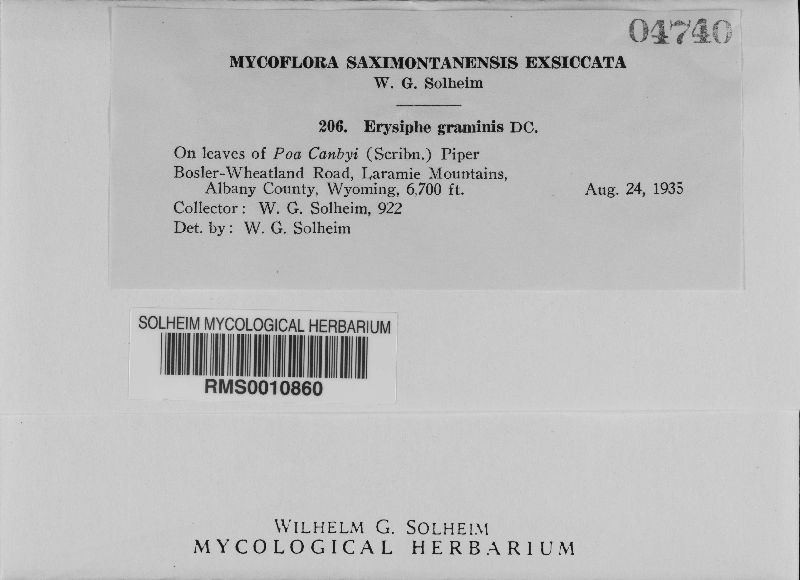 04740
MYCOFLORA SAXIMONTANENSIS EXSICCATA
W. G. Solheim
206. Erysiphe graminis DC.
On leaves of Poa Canbyi (Scribn.) Piper
Bosler-Wheatland Road, Laramie Mountains,
Albany County, Wyoming, 6,700 ft. Aug. 24, 1935
Collector: W. G. Solheim, 922
Det. by: W. G. Solheim
SOLHEIM MYCOLOGICAL HERBARIUM
RMS0010860
WILHELM G. SOLHEIM
MYCOLOGICAL HERBARIUM